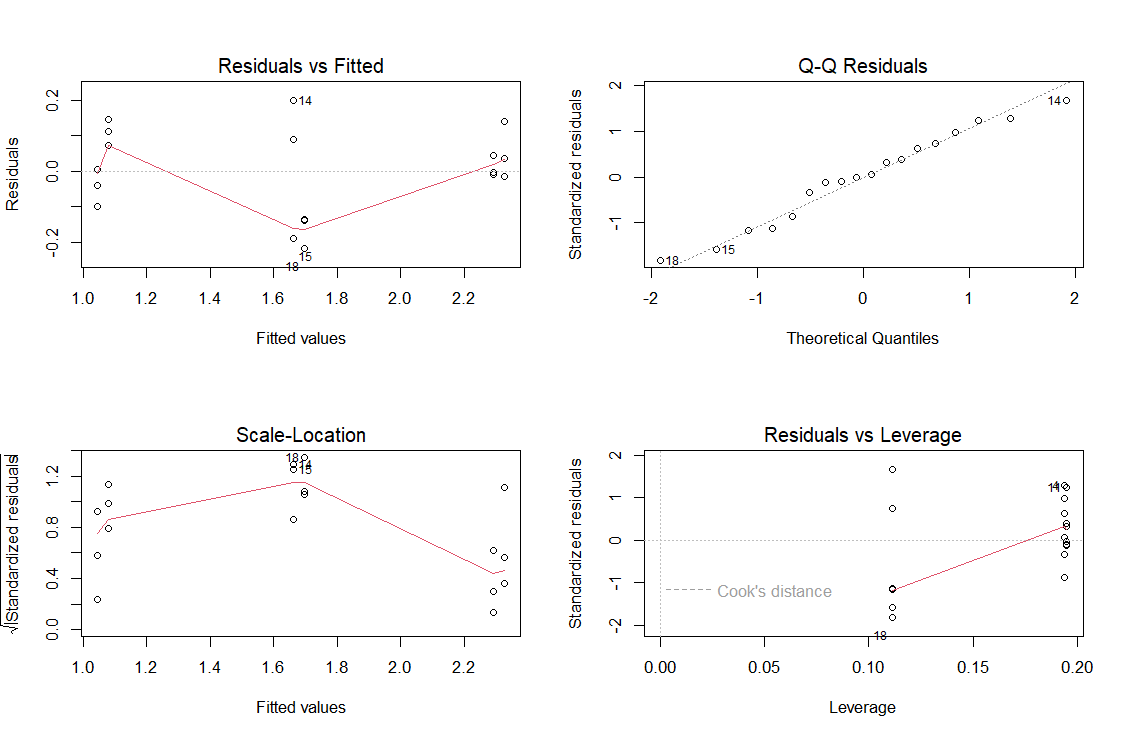 Residuals vs Fitted
Residuals
-0.2
0.0
0.2
14
15
18
1.0 1.2 1.4 1.6 1.8 2.0 2.2
Fitted values
Q-Q Residuals
Standardized residuals
-1
0
1
2
14
15
18
-2 -1 0 1 2
Theoretical Quantiles
Scale-Location
√|Standardized residuals|
0.0
0.4
0.8
1.2
18
14
15
1.0 1.2 1.4 1.6 1.8 2.0 2.2
Fitted values
Residuals vs Leverage
Standardized residuals
-2
-1
0
1
2
Cook's distance
18
11
0.00 0.05 0.10 0.15 0.20
Leverage